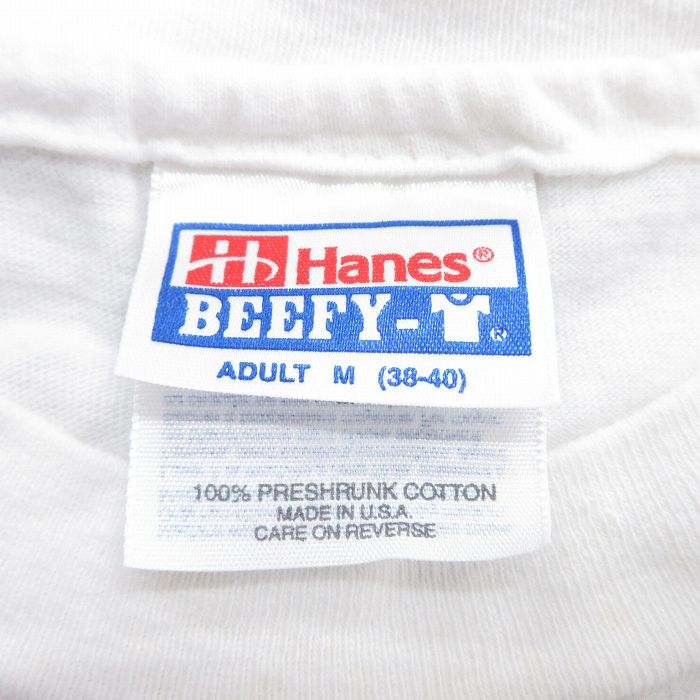 H Hanes®
BEEFY-T®
ADULT M (38-40)
100% PRESHRUNK COTTON
MADE IN U.S.A.
CARE ON REVERSE